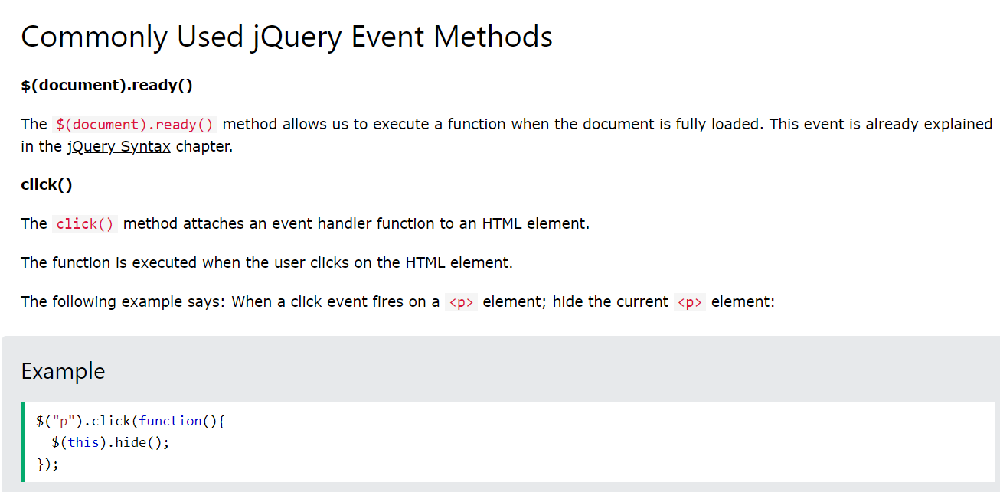 Commonly Used jQuery Event Methods
$(document).ready()
The $(document).ready() method allows us to execute a function when the document is fully loaded. This event is already explained
in the jQuery Syntax chapter.
click()
The click() method attaches an event handler function to an HTML element.
The function is executed when the user clicks on the HTML element.
The following example says: When a click event fires on a <p> element; hide the current <p> element:
Example
$("p").click(function(){
  $(this).hide();
});